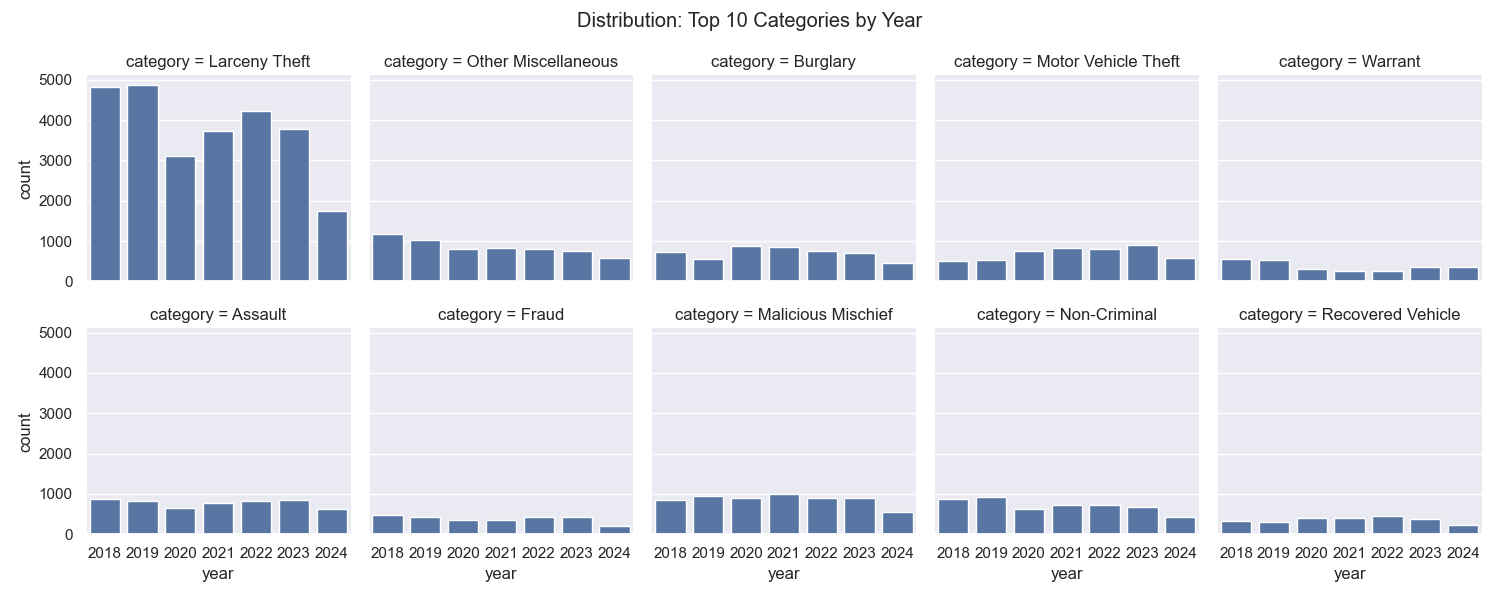 Distribution: Top 10 Categories by Year
category = Larceny Theft
category = Other Miscellaneous
category = Burglary
category = Motor Vehicle Theft
category = Warrant
5000
4000
3000
2000
1000
0
count
category = Assault
category = Fraud
category = Malicious Mischief
category = Non-Criminal
category = Recovered Vehicle
5000
4000
3000
2000
1000
0
count
2018 2019 2020 2021 2022 2023 2024
year
2018 2019 2020 2021 2022 2023 2024
year
2018 2019 2020 2021 2022 2023 2024
year
2018 2019 2020 2021 2022 2023 2024
year
2018 2019 2020 2021 2022 2023 2024
year